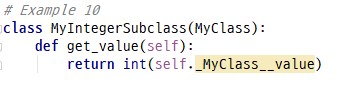 # Example 10
class MyIntegerSubclass(MyClass):
    def get_value(self):
        return int(self._MyClass__value)